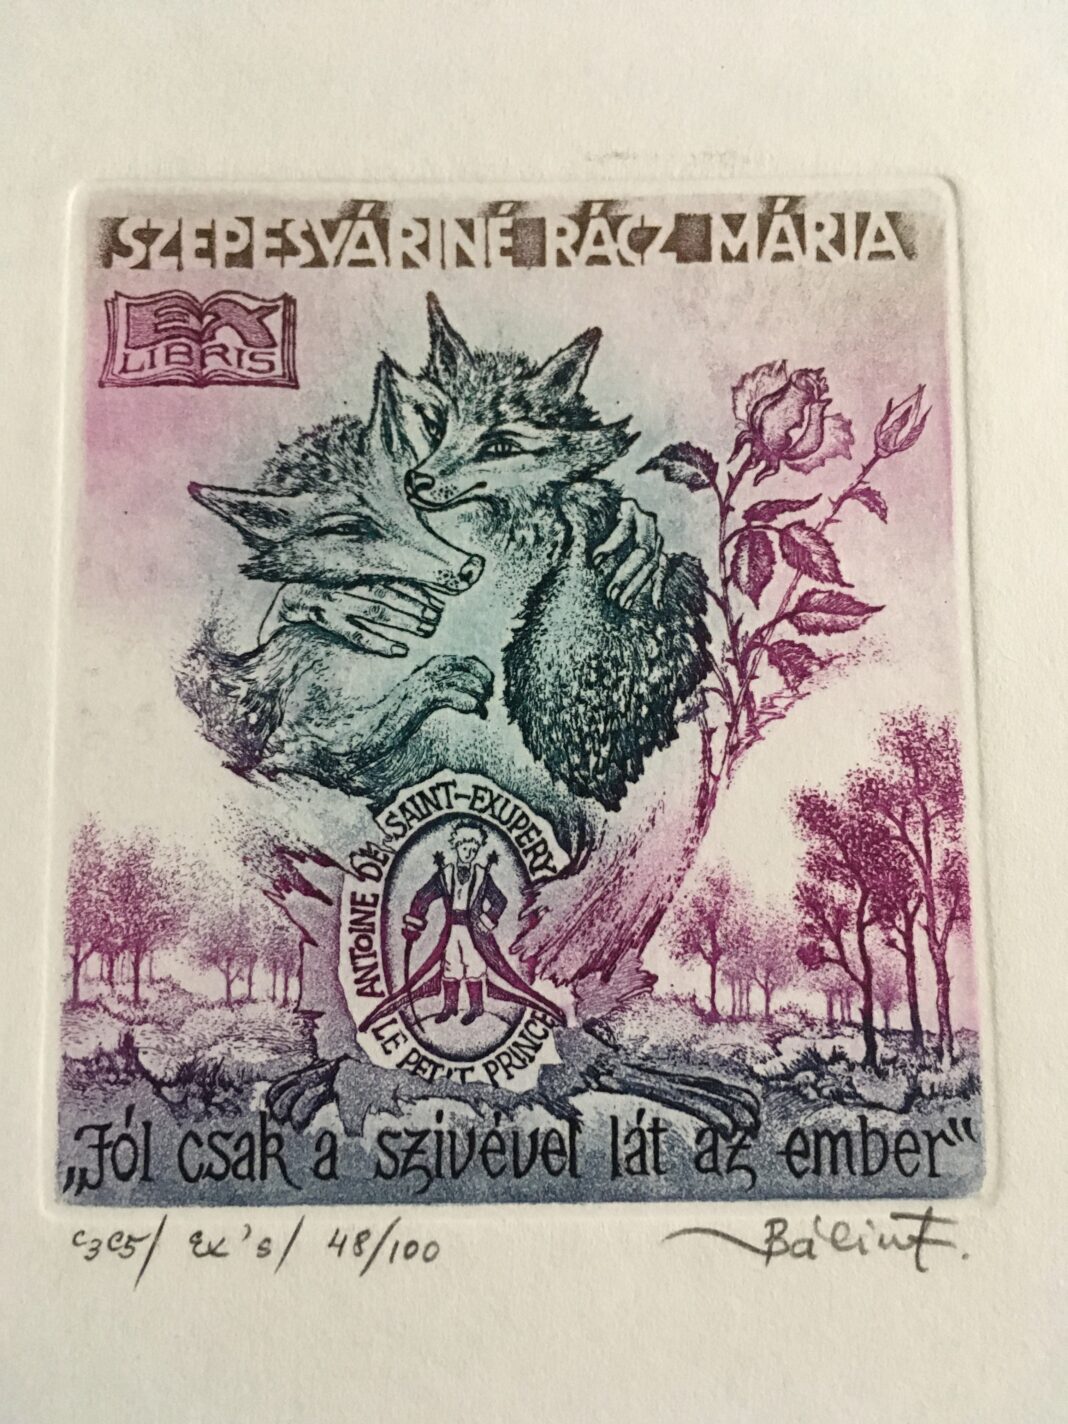 SZEPESVÁRINÉ RÁCZ MÁRIA
EX
LIBRIS
ANTOINE DE SAINT-EXUPERY
LE PETIT PRINCE
„Jól csak a szivével lát az ember“
C3C5/ Ex's/ 48/100
Bálint F.